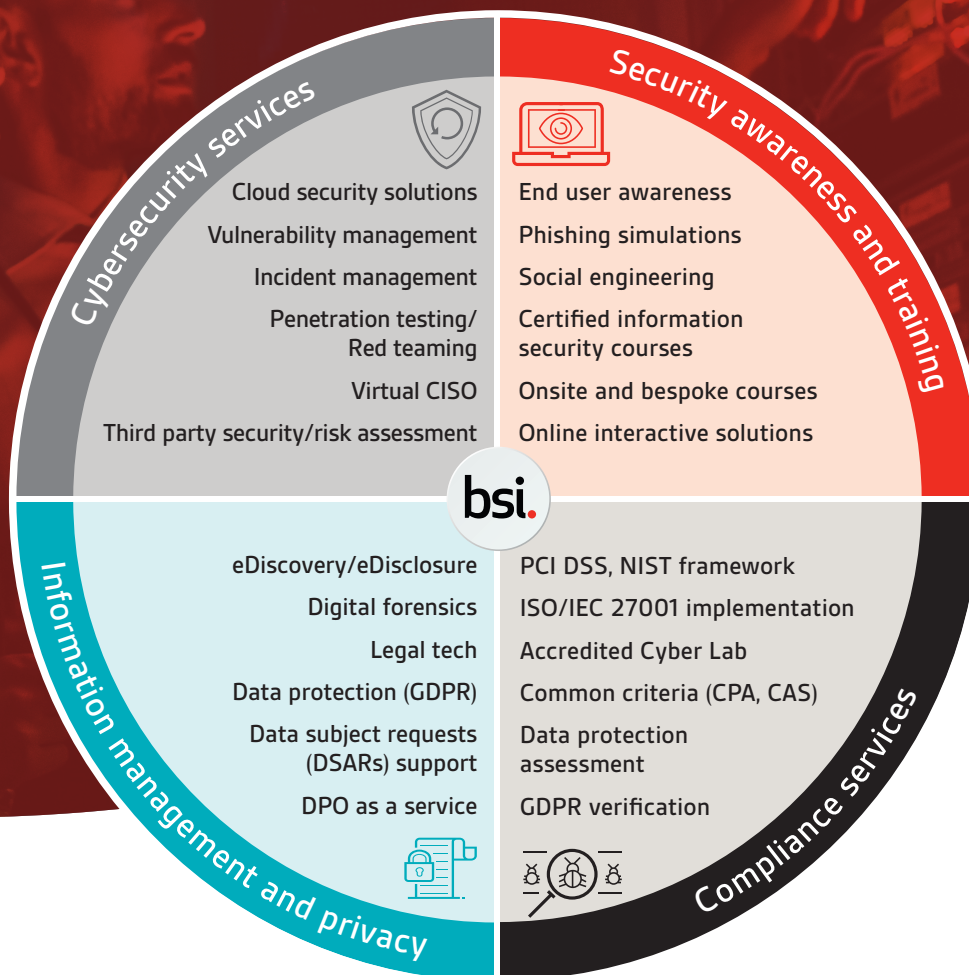 Cybersecurity services
Cloud security solutions
Vulnerability management
Incident management
Penetration testing/
Red teaming
Virtual CISO
Third party security/risk assessment
Security awareness and training
End user awareness
Phishing simulations
Social engineering
Certified information
security courses
Onsite and bespoke courses
Online interactive solutions
bsi.
Information management and privacy
eDiscovery/eDisclosure
Digital forensics
Legal tech
Data protection (GDPR)
Data subject requests
(DSARs) support
DPO as a service
Compliance services
PCI DSS, NIST framework
ISO/IEC 27001 implementation
Accredited Cyber Lab
Common criteria (CPA, CAS)
Data protection
assessment
GDPR verification